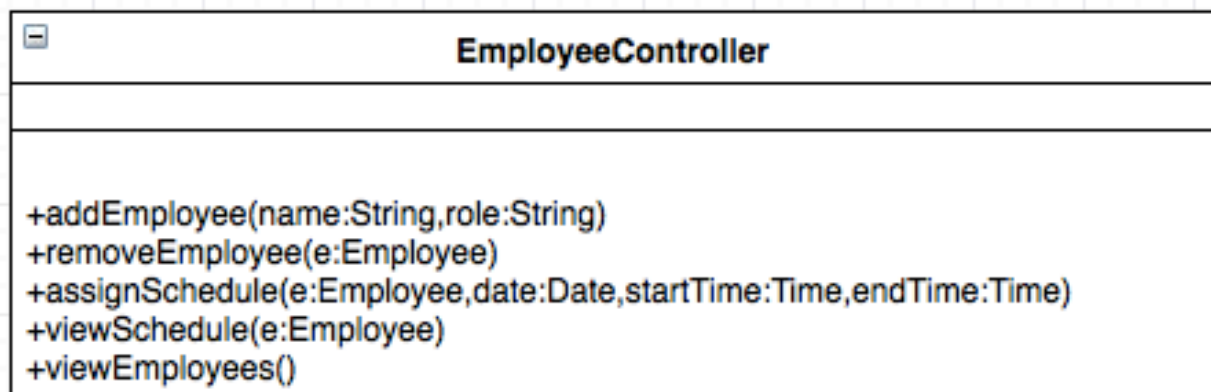 EmployeeController
+addEmployee(name:String,role:String)
+removeEmployee(e:Employee)
+assignSchedule(e:Employee,date:Date,startTime:Time,endTime:Time)
+viewSchedule(e:Employee)
+viewEmployees()